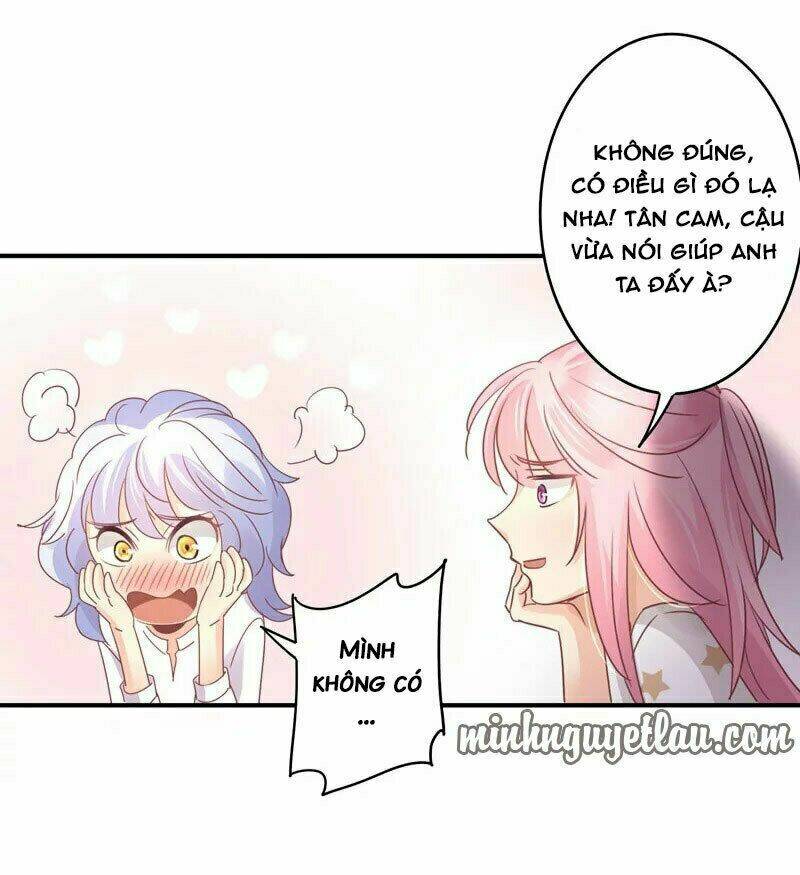 KHÔNG ĐÚNG,
CÓ ĐIỀU GÌ ĐÓ LẠ
NHA! TÂN CAM, CẬU
VỪA NÓI GIÚP ANH
TA ĐẤY À?
MÌNH
KHÔNG CÓ
...
minhnguyetlau.com